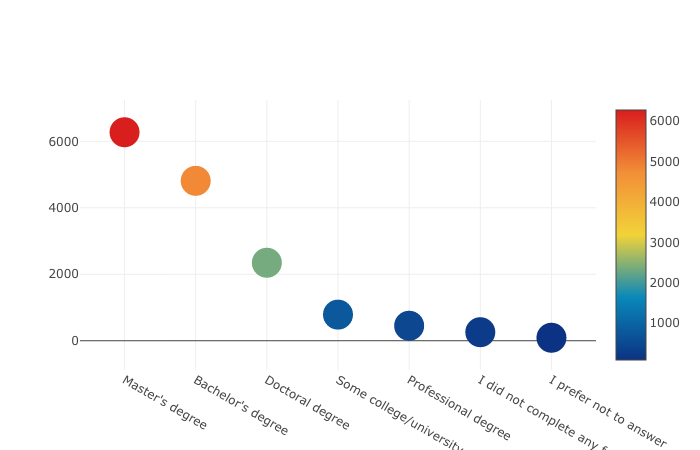 6000
4000
2000
0
Master's degree
Bachelor's degree
Doctoral degree
Some college/university
Professional degree
I did not complete any
I prefer not to answer
6000
5000
4000
3000
2000
1000